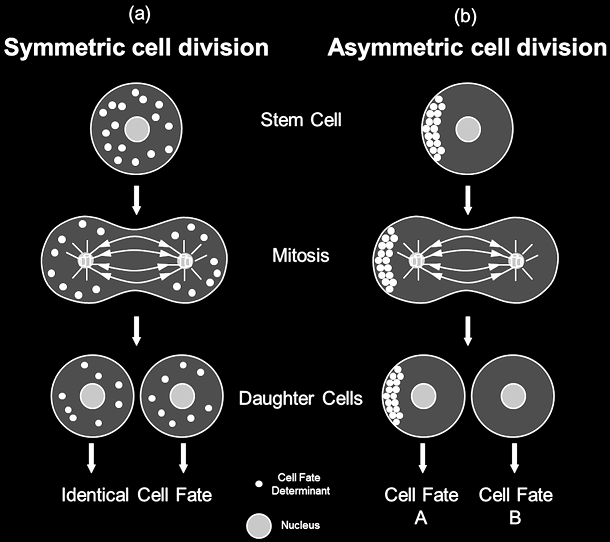 (a)
Symmetric cell division
(b)
Asymmetric cell division
Stem Cell
Mitosis
Daughter Cells
Identical Cell Fate
Cell Fate
Determinant
Nucleus
Cell Fate
A
Cell Fate
B